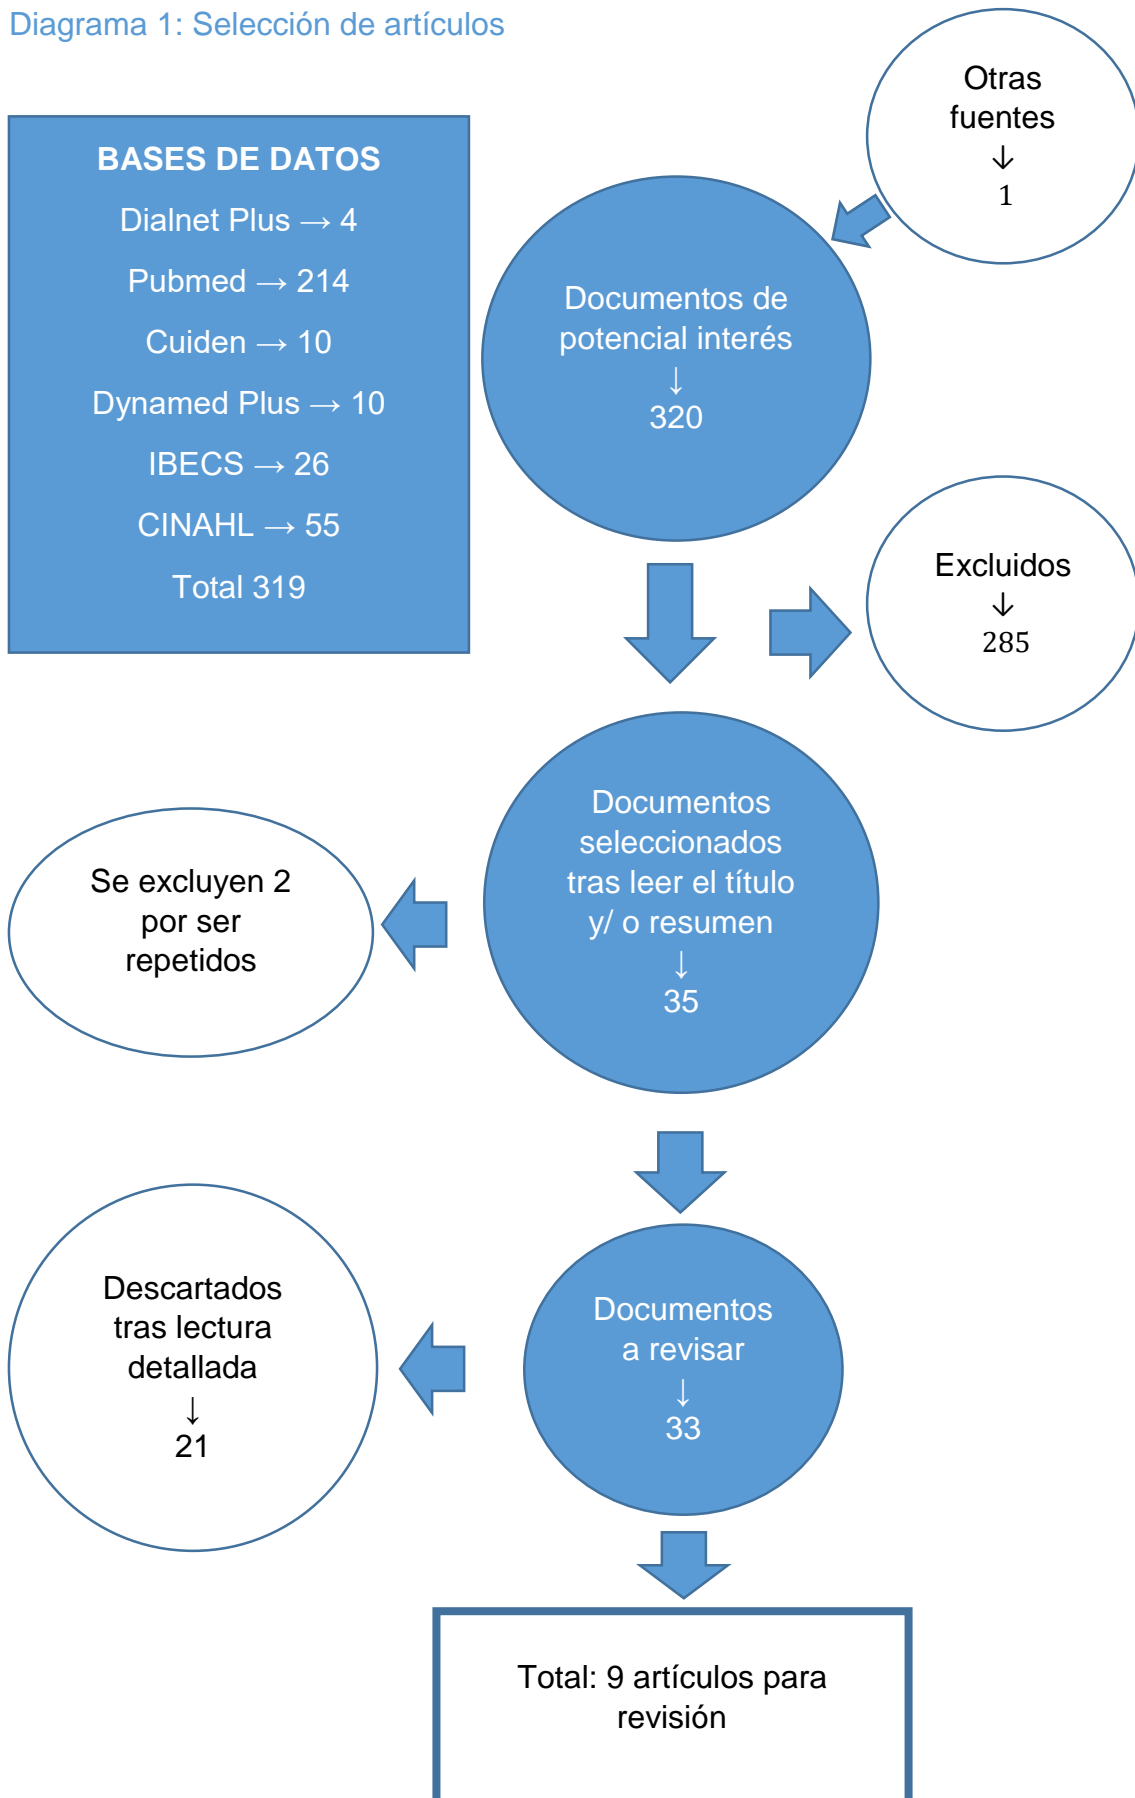 Diagrama 1: Selección de artículos
Otras
fuentes
↓
1
BASES DE DATOS
Dialnet Plus → 4
Pubmed → 214
Cuiden → 10
Dynamed Plus → 10
IBECS → 26
CINAHL → 55
Total 319
Documentos de
potencial interés
↓
320
Excluidos
↓
285
Documentos
seleccionados
tras leer el título
y/ o resumen
↓
35
Se excluyen 2
por ser
repetidos
Documentos
a revisar
↓
33
Descartados
tras lectura
detallada
↓
21
Total: 9 artículos para
revisión